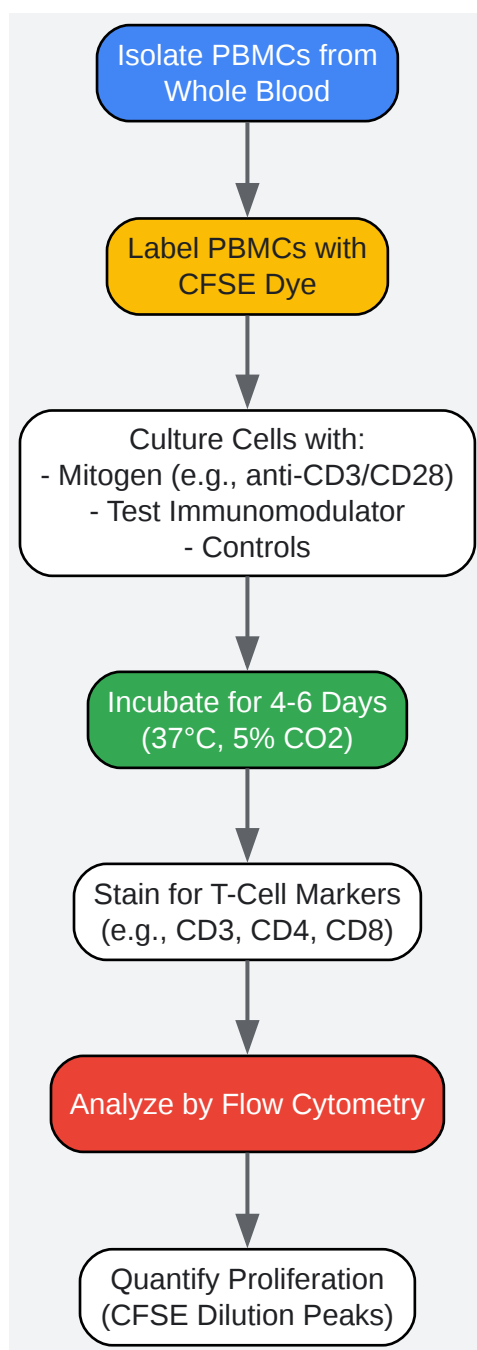 Isolate PBMCs from
Whole Blood
Label PBMCs with
CFSE Dye
Culture Cells with:
- Mitogen (e.g., anti-CD3/CD28)
- Test Immunomodulator
- Controls
Incubate for 4-6 Days
(37°C, 5% CO2)
Stain for T-Cell Markers
(e.g., CD3, CD4, CD8)
Analyze by Flow Cytometry
Quantify Proliferation
(CFSE Dilution Peaks)